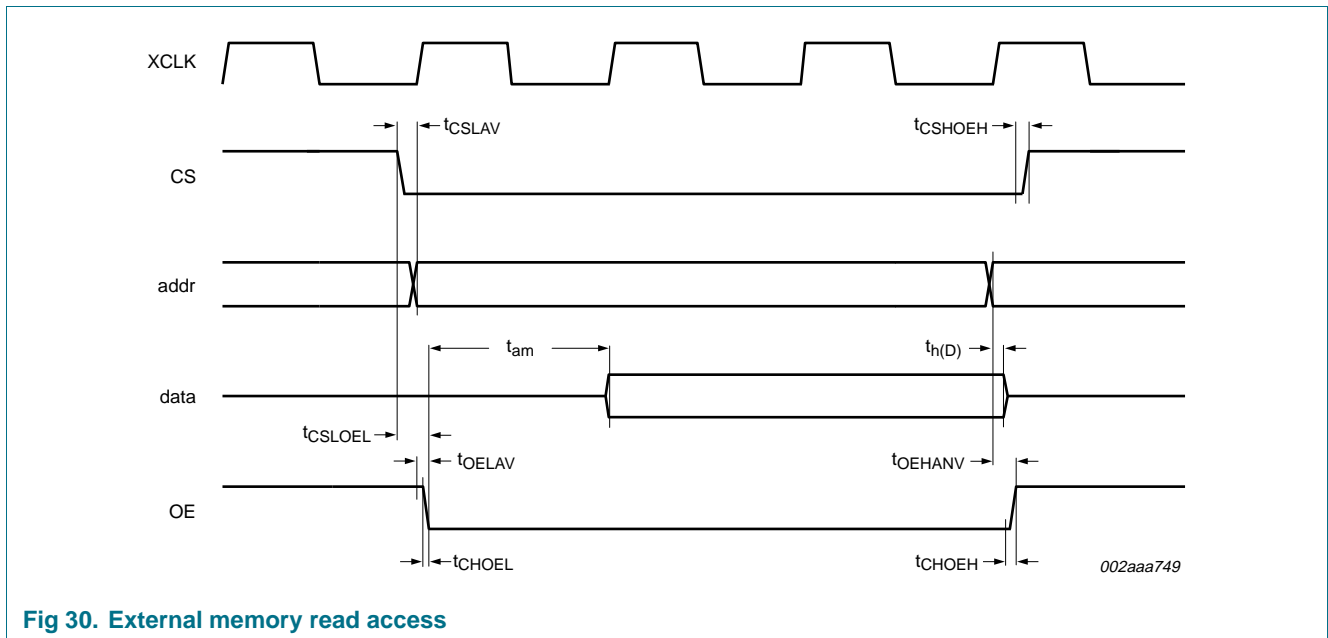 XCLK
tCSLAV
tCSHOEH
CS
addr
tam
th(D)
data
tCSLOEL
tOELAV
tOEHANV
OE
tCHOEL
tCHOEH
002aaa749
Fig 30. External memory read access